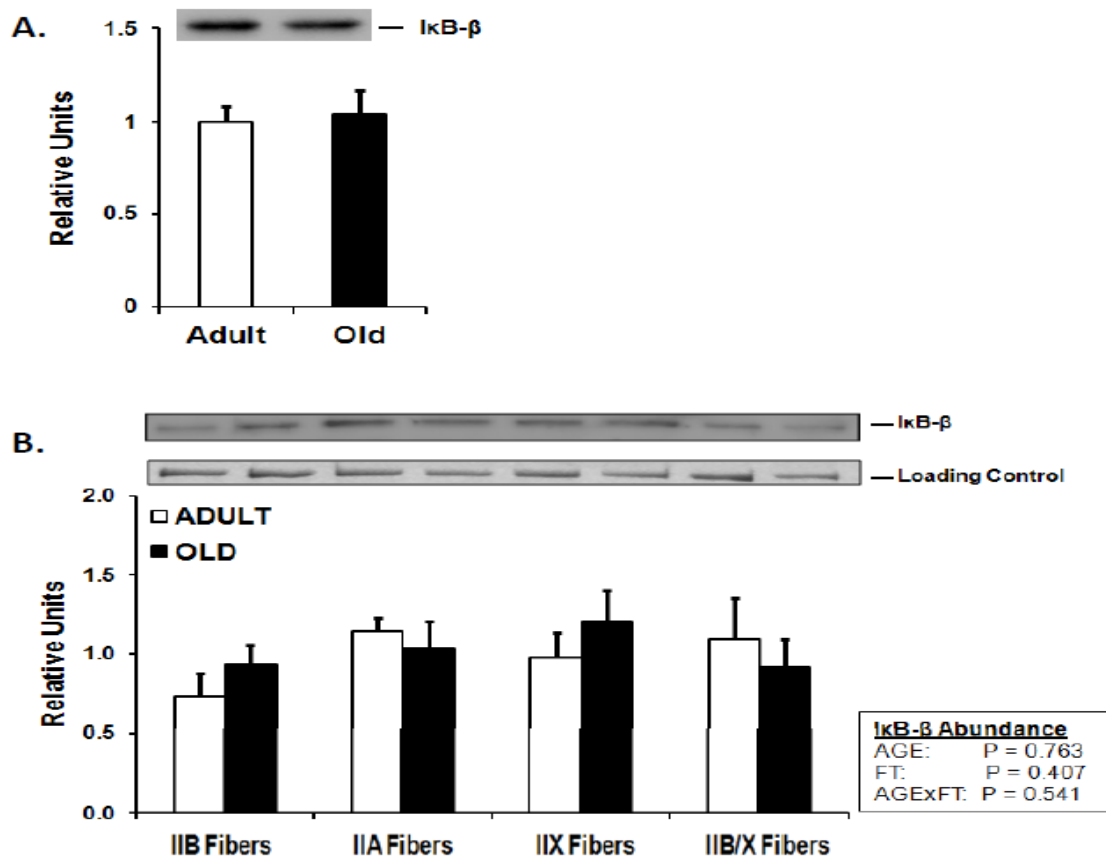 A.
IκB-β
1.5
1
0.5
0
Relative Units
Adult Old
B.
IκB-β
Loading Control
2.0
1.5
1.0
0.5
0.0
Relative Units
ADULT
OLD
IIB Fibers IIA Fibers IIX Fibers IIB/X Fibers
IκB-β Abundance
AGE: P = 0.763
FT: P = 0.407
AGExFT: P = 0.541